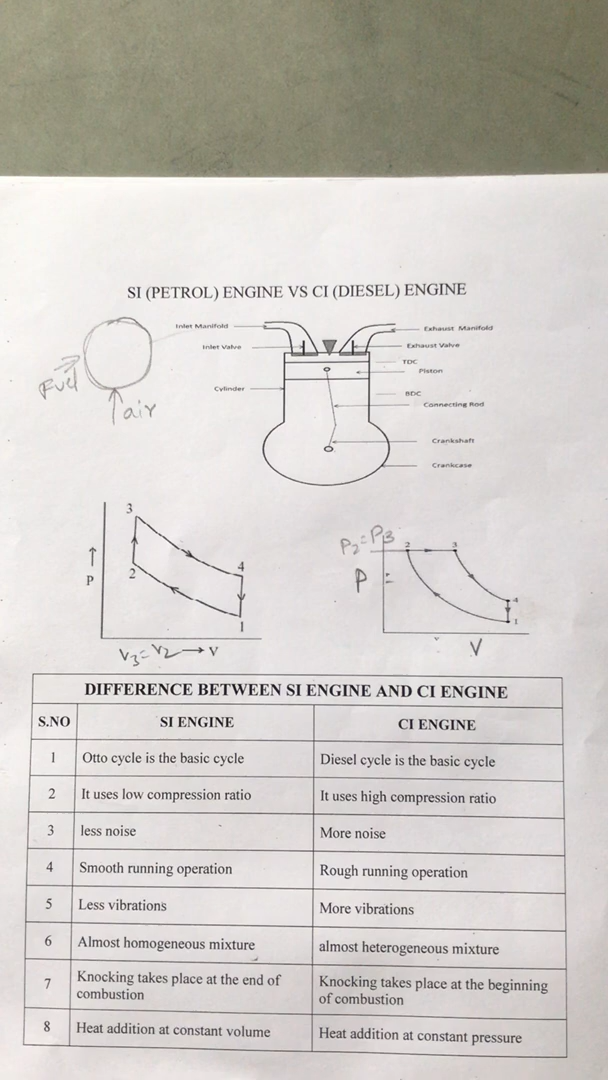 SI (PETROL) ENGINE VS CI (DIESEL) ENGINE
Inlet Manifold
Exhaust Manifold
Inlet Valve
Exhaust Valve
TDC
Piston
Cylinder
BDC
Connecting Rod
Crankshaft
Crankcase
Fuel
air
3
4
2
1
P
V3=V2 → V
P2=P3
2
3
P
4
1
V
DIFFERENCE BETWEEN SI ENGINE AND CI ENGINE
S.NO SI ENGINE CI ENGINE
1 Otto cycle is the basic cycle Diesel cycle is the basic cycle
2 It uses low compression ratio It uses high compression ratio
3 less noise More noise
4 Smooth running operation Rough running operation
5 Less vibrations More vibrations
6 Almost homogeneous mixture almost heterogeneous mixture
7 Knocking takes place at the end of Knocking takes place at the beginning
combustion of combustion
8 Heat addition at constant volume Heat addition at constant pressure